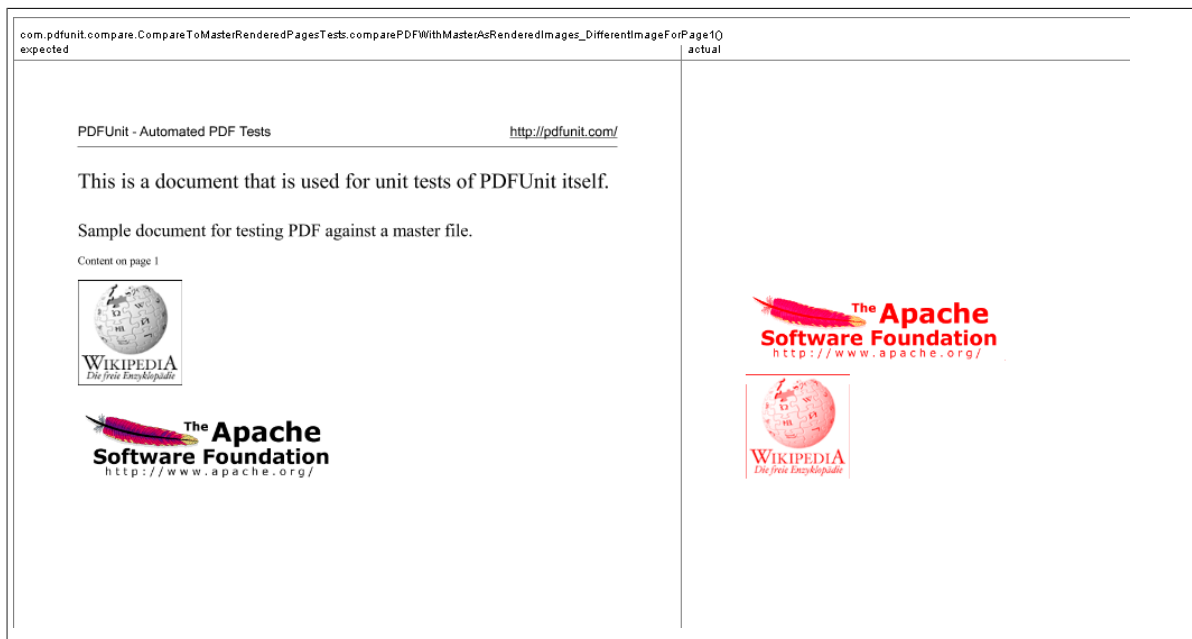 com.pdfunit.compare.CompareToMasterRenderedPagesTests.comparePDFWithMasterAsRenderedImages_DifferentImageForPage1()
expected
actual
PDFUnit - Automated PDF Tests
http://pdfunit.com/
This is a document that is used for unit tests of PDFUnit itself.
Sample document for testing PDF against a master file.
Content on page 1
WIKIPEDIA
Die freie Enzyklopädie
The Apache
Software Foundation
http://www.apache.org/
The Apache
Software Foundation
http://www.apache.org/
WIKIPEDIA
Die freie Enzyklopädie